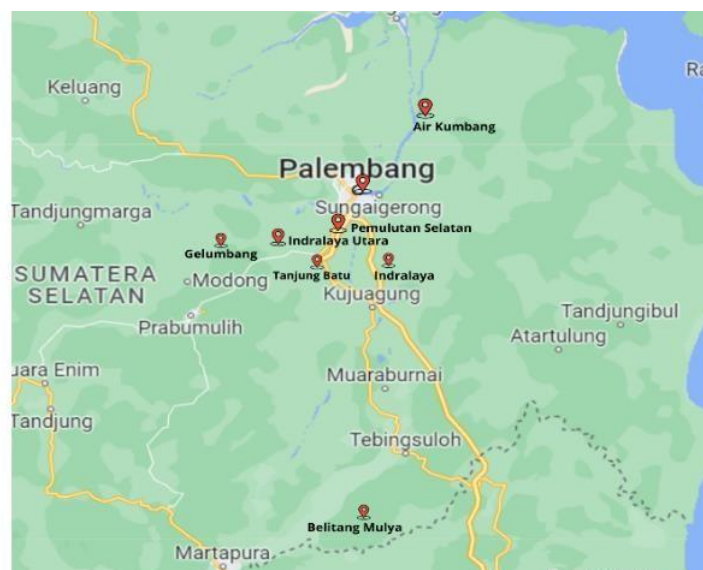 Keluang
Air Kumbang
Palembang
Sungaigerong
Tandjungmarga
Pemulutan Selatan
Indralaya Utara
Gelumbang
Tanjung Batu
Indralaya
SUMATERA
SELATAN
Modong
Kujuagung
Prabumulih
Tandjungibul
Atartulung
uara Enim
Muaraburnai
Tandjung
Tebingsuloh
Belitang Mulya
Martapura